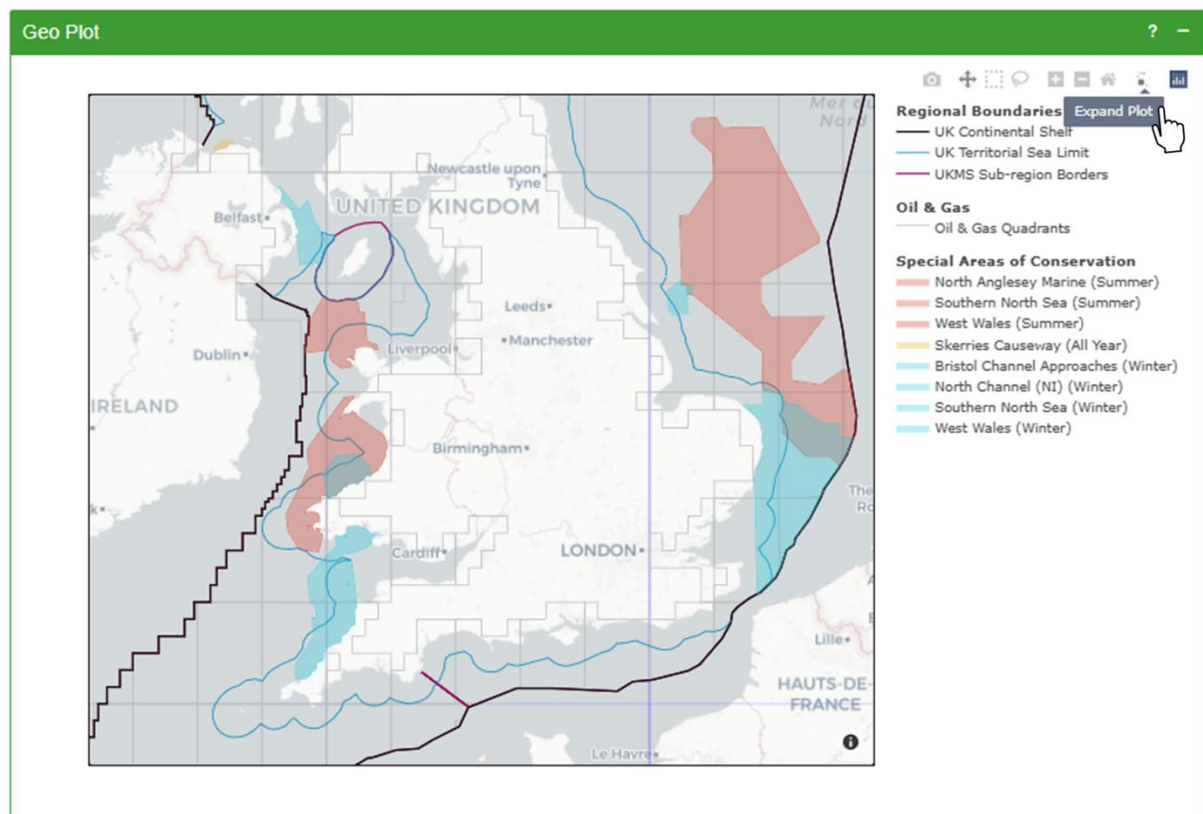 Geo Plot ? −
Expand Plot
Regional Boundaries
UK Continental Shelf
UK Territorial Sea Limit
UKMS Sub-region Borders
Oil & Gas
Oil & Gas Quadrants
Special Areas of Conservation
North Anglesey Marine (Summer)
Southern North Sea (Summer)
West Wales (Summer)
Skerries Causeway (All Year)
Bristol Channel Approaches (Winter)
North Channel (NI) (Winter)
Southern North Sea (Winter)
West Wales (Winter)
Mer du
Nord
Newcastle upon
Tyne
UNITED KINGDOM
Belfast
Leeds
Manchester
Liverpool
Dublin
IRELAND
Birmingham
The
Cardiff
LONDON
Lille
HAUTS-DE-
FRANCE
Le Havre